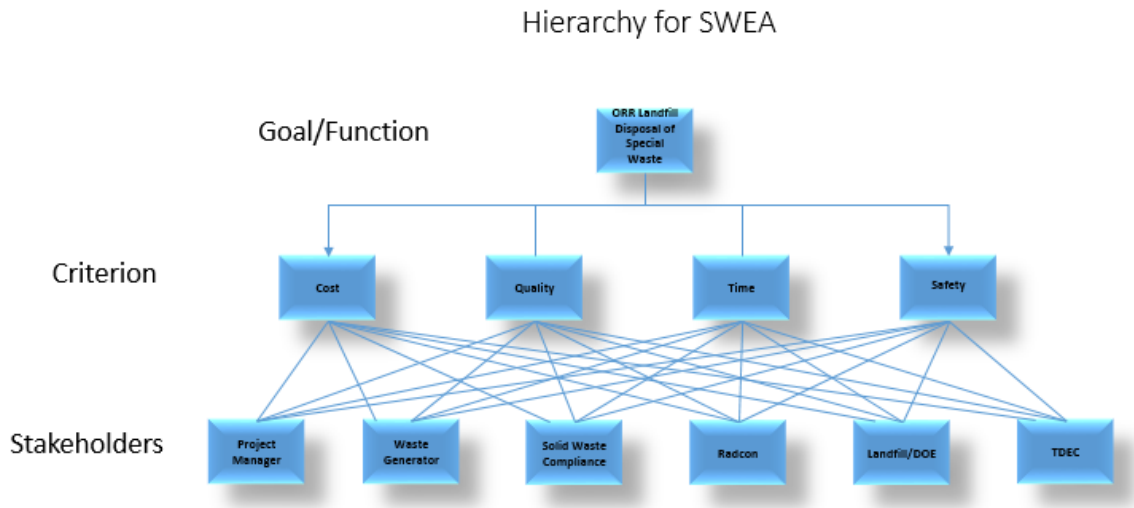 Hierarchy for SWEA
Goal/Function
ORR Landfill
Disposal of
Special
Waste
Criterion
Cost
Quality
Time
Safety
Stakeholders
Project
Manager
Waste
Generator
Solid Waste
Compliance
Radcon
Landfill/DOE
TDEC